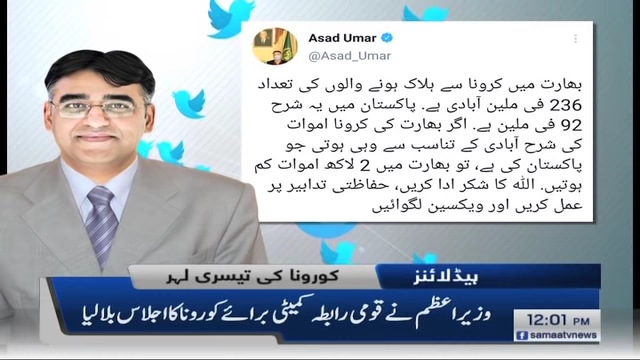 Asad Umar
@Asad_Umar
بھارت میں کرونا سے ہلاک ہونے والوں کی تعداد
236 فی ملین آبادی ہے. پاکستان میں یہ شرح
92 فی ملین ہے. اگر بھارت کی کرونا اموات
کی شرح آبادی کے تناسب سے وہی ہوتی جو
پاکستان کی ہے، تو بھارت میں 2 لاکھ اموات کم
ہوتیں. اللہ کا شکر ادا کریں، حفاظتی تدابیر پر
عمل کریں اور ویکسین لگوائیں
ہیڈلائنز
کورونا کی تیسری لہر
وزیراعظم نے قومی رابطہ کمیٹی برائے کورونا کا اجلاس بلا لیا
12:01 PM
f samaatvnews